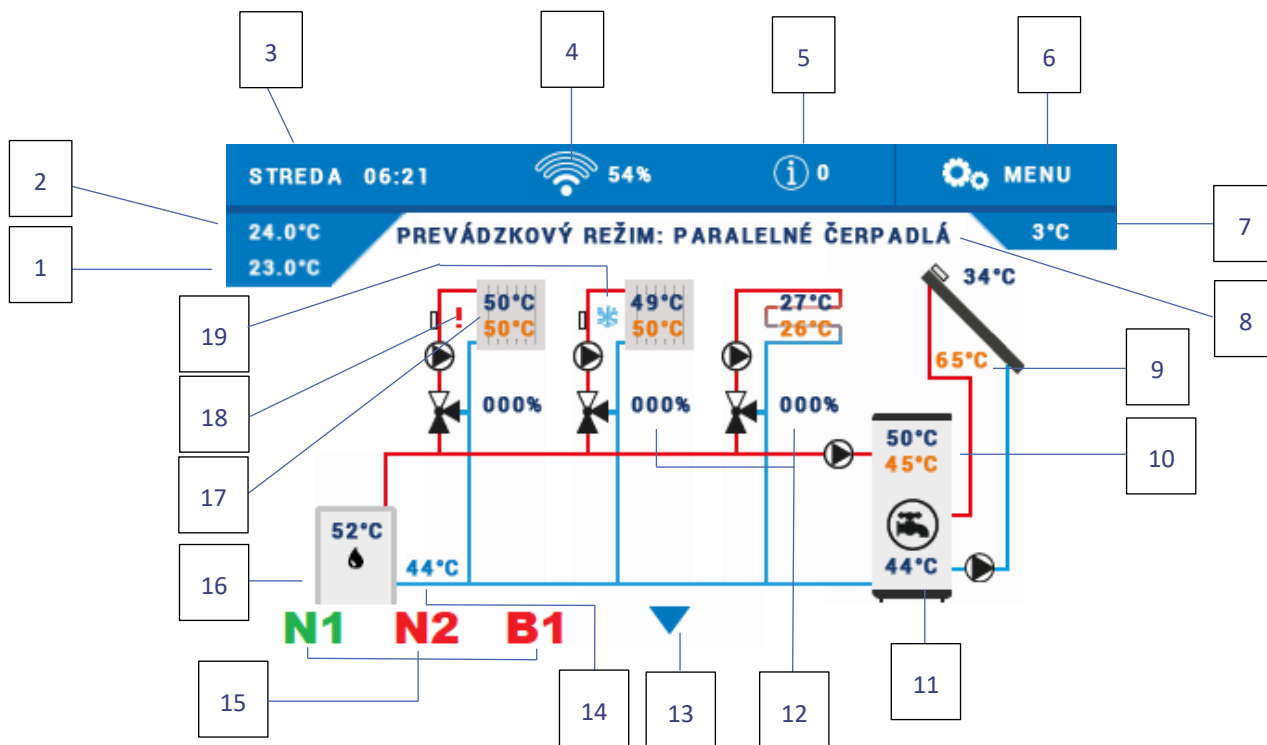 3 4 5 6
STREDA 06:21 54% i 0 MENU
2 24.0°C PREVÁDZKOVÝ REŽIM: PARALELNÉ ČERPADLÁ 3°C 7
1 23.0°C
19 50°C 49°C 27°C 34°C 8
! 50°C 50°C 26°C
18 65°C 9
000% 000% 000%
17 50°C 10
45°C
16 52°C
44°C 44°C
N1 N2 B1
15 14 13 12 11